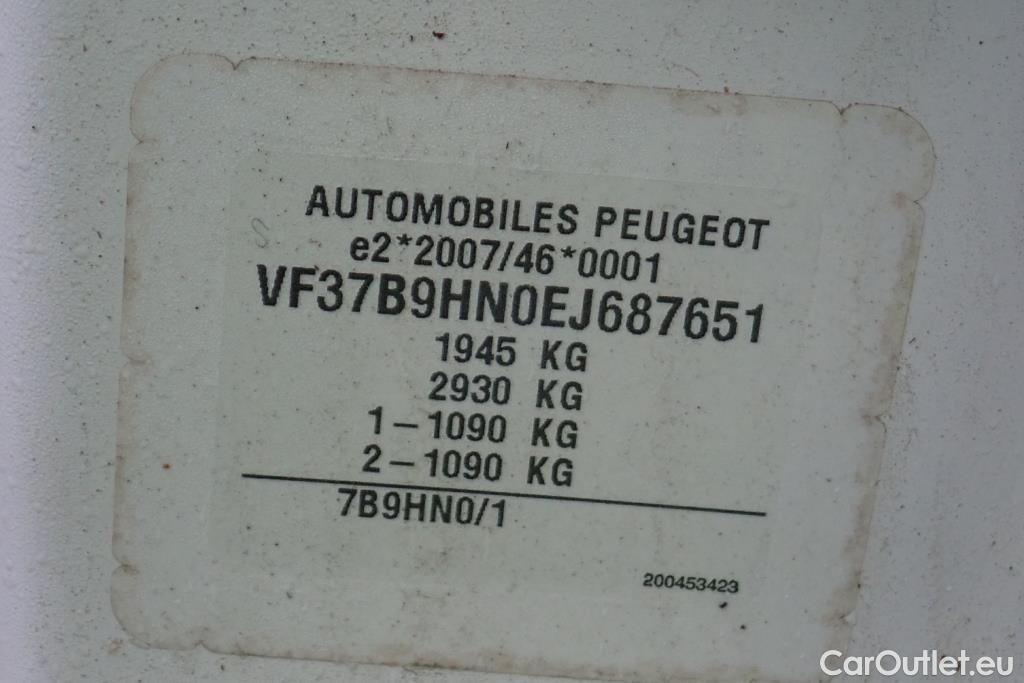 AUTOMOBILES PEUGEOT
e2*2007/46*0001
VF37B9HN0EJ687651
1945 KG
2930 KG
1-1090 KG
2-1090 KG
7B9HN0/1
200453423
CarOutlet.eu